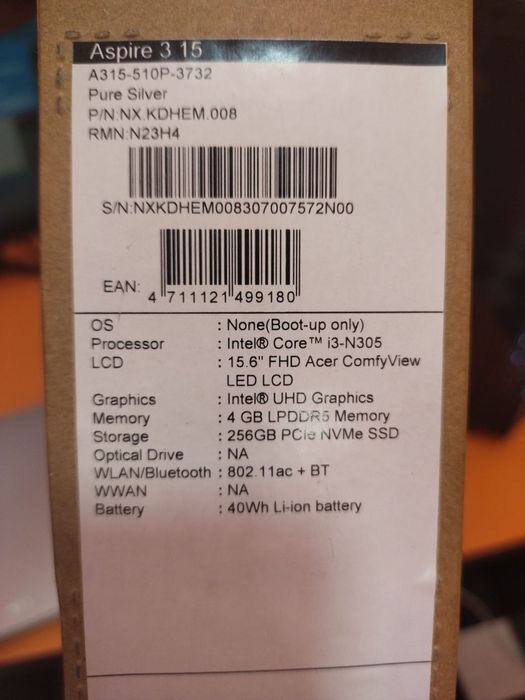 Aspire 3 15
A315-510P-3732
Pure Silver
P/N:NX.KDHEM.008
RMN:N23H4
S/N:NXKDHEM008307007572N00
EAN: 4 711121 499180
OS : None(Boot-up only)
Processor : Intel® Core™ i3-N305
LCD : 15.6" FHD Acer ComfyView
LED LCD
Graphics : Intel® UHD Graphics
Memory : 4 GB LPDDR5 Memory
Storage : 256GB PCIe NVMe SSD
Optical Drive : NA
WLAN/Bluetooth : 802.11ac + BT
WWAN : NA
Battery : 40Wh Li-ion battery